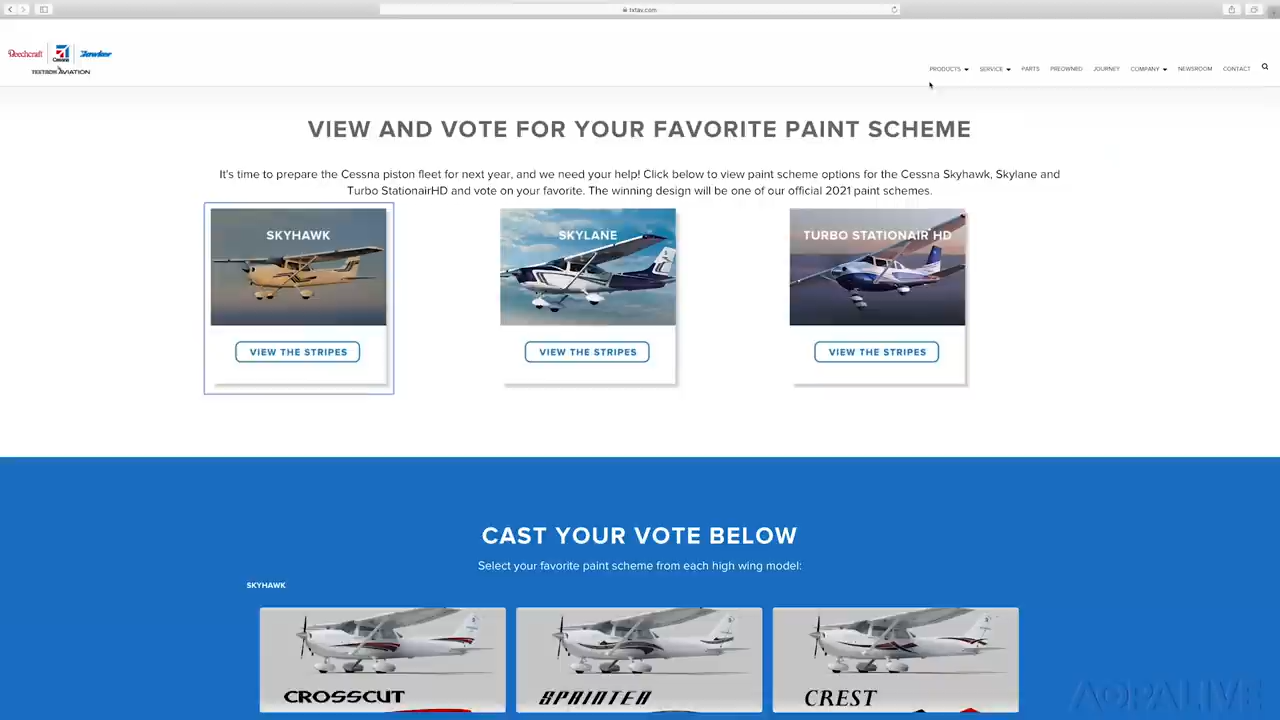 txtav.com
Beechcraft
Cessna
Hawker
TEXTRON AVIATION
PRODUCTS
SERVICE
PARTS
PREOWNED
JOURNEY
COMPANY
NEWSROOM
CONTACT
VIEW AND VOTE FOR YOUR FAVORITE PAINT SCHEME
It's time to prepare the Cessna piston fleet for next year, and we need your help! Click below to view paint scheme options for the Cessna Skyhawk, Skylane and
Turbo StationairHD and vote on your favorite. The winning design will be one of our official 2021 paint schemes.
SKYHAWK
SKYLANE
TURBO STATIONAIR HD
VIEW THE STRIPES
VIEW THE STRIPES
VIEW THE STRIPES
CAST YOUR VOTE BELOW
Select your favorite paint scheme from each high wing model:
SKYHAWK
CROSSCUT
SPRINTER
CREST
AOPALIVE